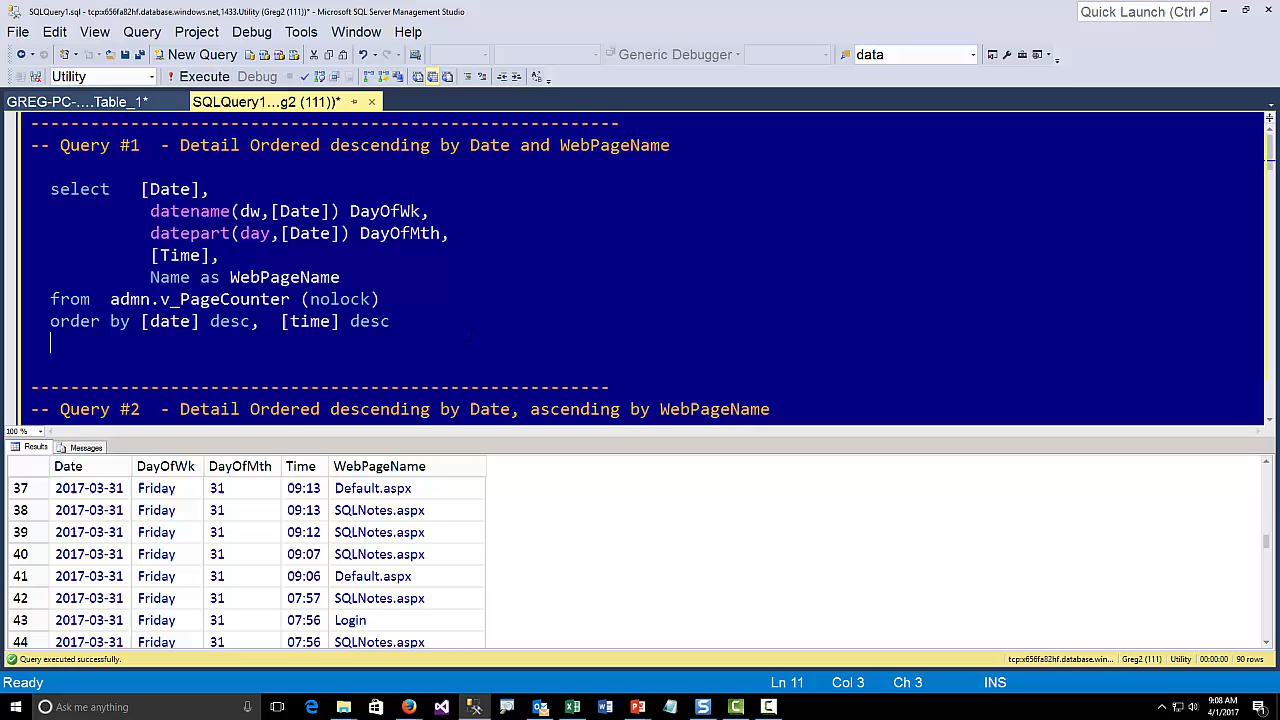 SQLQuery1.sql - tcp:x656fa82hf.database.windows.net,1433.Utility (Greg2 (111))* - Microsoft SQL Server Management Studio
Quick Launch (Ctrl
File Edit View Query Project Debug Tools Window Help
New Query Generic Debugger data
Utility Execute Debug
GREG-PC-....Table_1* SQLQuery1...g2 (111))*
-----------------------------------------------------------
-- Query #1  - Detail Ordered descending by Date and WebPageName
select   [Date],
datename(dw,[Date]) DayOfWk,
datepart(day,[Date]) DayOfMth,
[Time],
Name as WebPageName
from  admn.v_PageCounter (nolock)
order by [date] desc,  [time] desc
----------------------------------------------------------
-- Query #2  - Detail Ordered descending by Date, ascending by WebPageName
100 %
Results Messages
Date DayOfWk DayOfMth Time WebPageName
37 2017-03-31 Friday 31 09:13 Default.aspx
38 2017-03-31 Friday 31 09:13 SQLNotes.aspx
39 2017-03-31 Friday 31 09:12 SQLNotes.aspx
40 2017-03-31 Friday 31 09:07 SQLNotes.aspx
41 2017-03-31 Friday 31 09:06 Default.aspx
42 2017-03-31 Friday 31 07:57 SQLNotes.aspx
43 2017-03-31 Friday 31 07:56 Login
44 2017-03-31 Friday 31 07:56 SQLNotes.aspx
Query executed successfully. tcp:x656fa82hf.database.win... Greg2 (111) Utility 00:00:00 90 rows
Ready Ln 11 Col 3 Ch 3 INS
Ask me anything 9:08 AM
4/1/2017